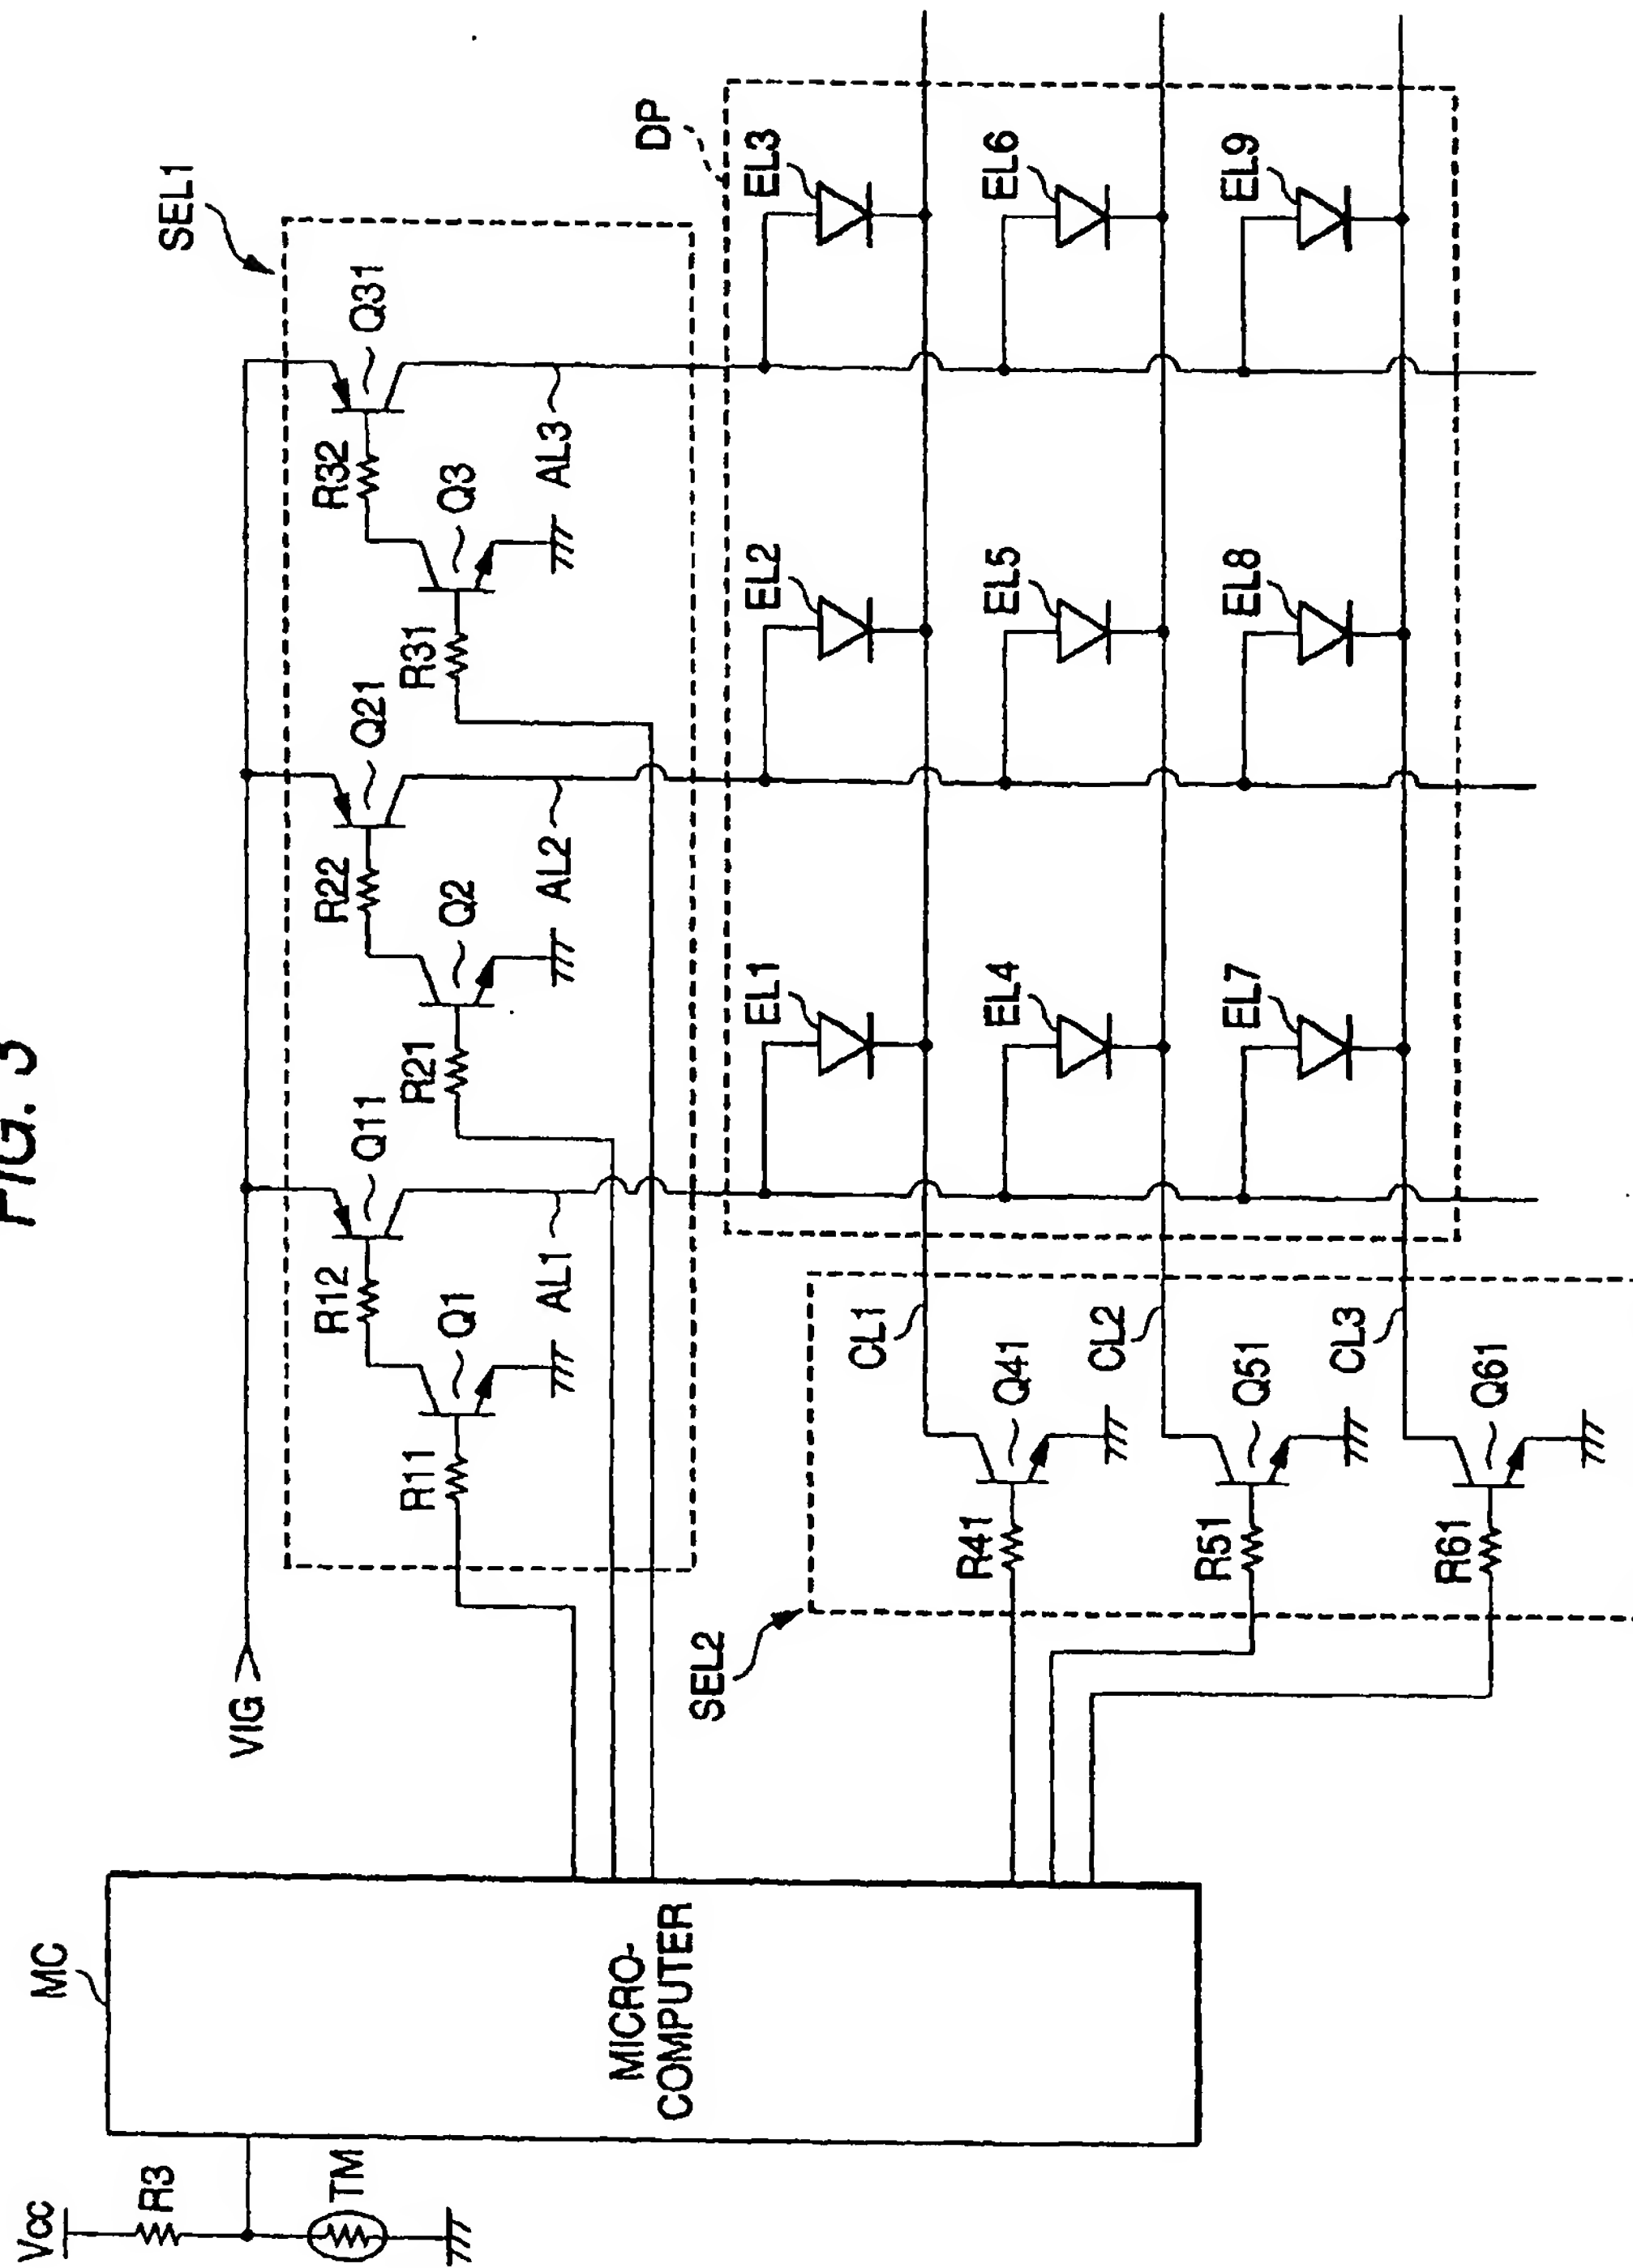 FIG.
Vcc
MC
R3
SEL1
VIG
TM
R12
Q11
R22
Q21
R32
Q31
R11
Q1
R21
Q2
R31
Q3
AL1
AL2
AL3
MICRO-
COMPUTER
DP
SEL2
EL1
EL2
EL3
CL1
R41
Q41
EL4
EL5
EL6
CL2
R51
Q51
EL7
EL8
EL9
CL3
R61
Q61